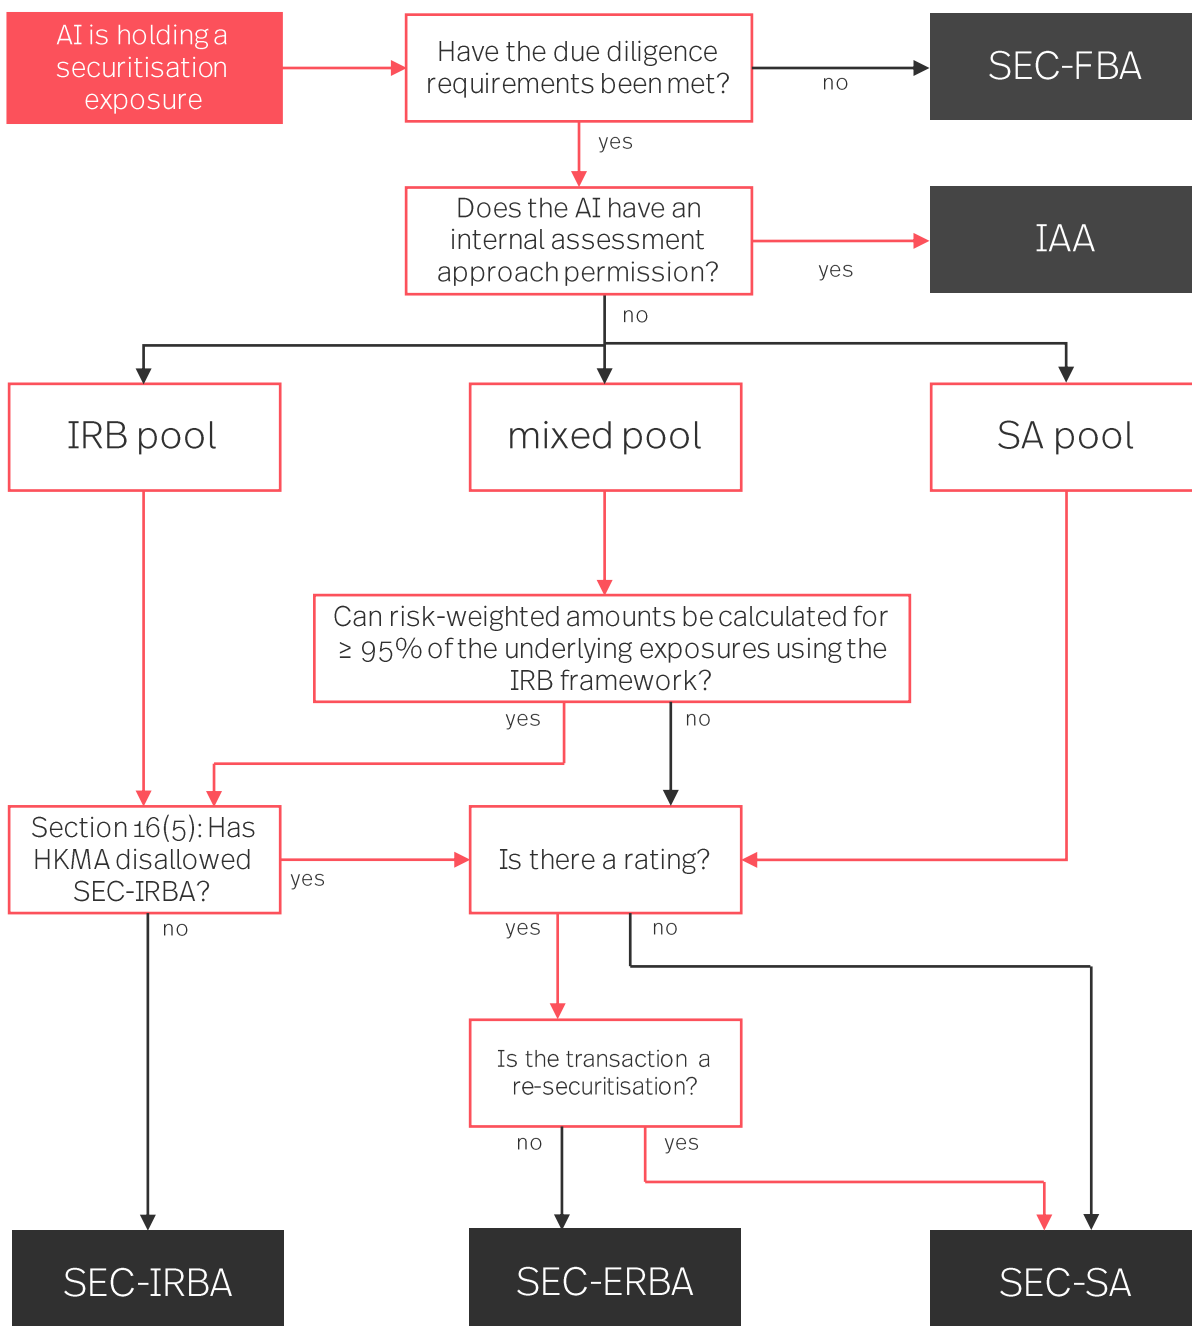 AI is holding a
securitisation
exposure
Have the due diligence
requirements been met?
no
SEC-FBA
yes
Does the AI have an
internal assessment
approach permission?
yes
IAA
no
IRB pool
mixed pool
SA pool
Can risk-weighted amounts be calculated for
≥ 95% of the underlying exposures using the
IRB framework?
yes
no
Section 16(5): Has
HKMA disallowed
SEC-IRBA?
yes
no
Is there a rating?
yes
no
Is the transaction a
re-securitisation?
no
yes
SEC-IRBA
SEC-ERBA
SEC-SA